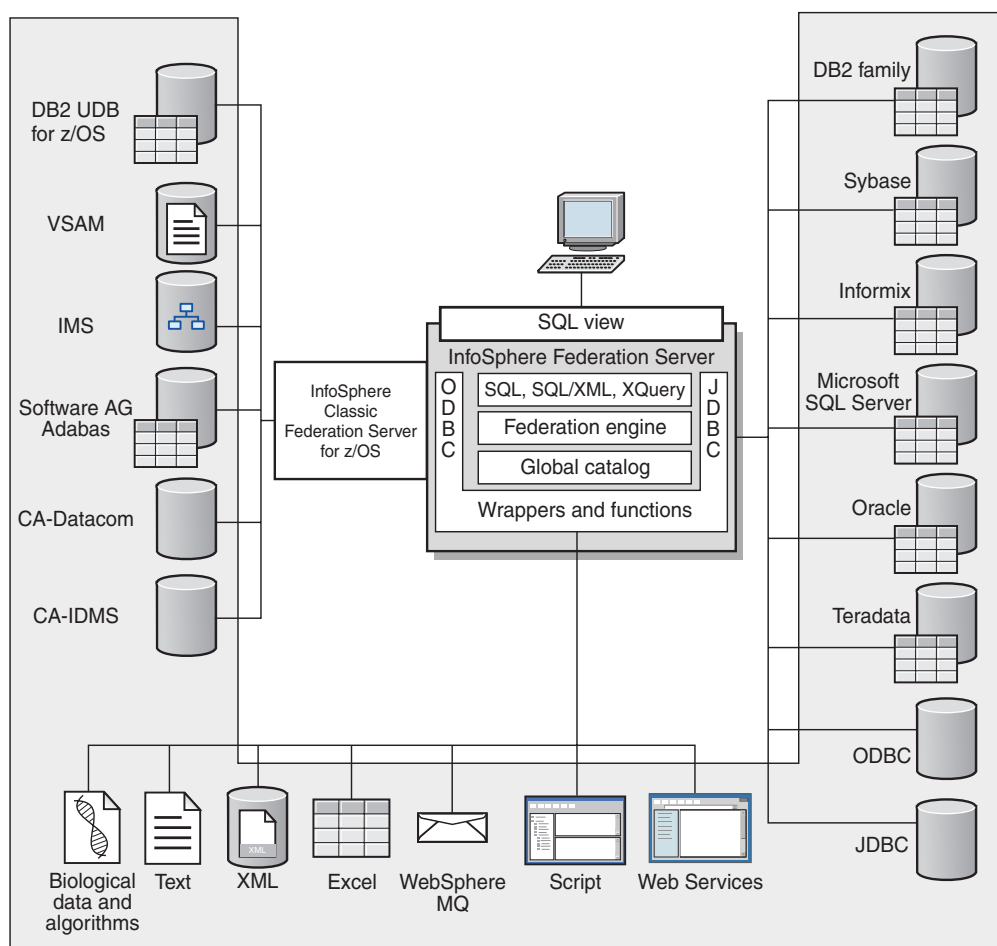 DB2 UDB
for z/OS
VSAM
IMS
Software AG
Adabas
CA-Datacom
CA-IDMS
InfoSphere
Classic
Federation Server
for z/OS
SQL view
InfoSphere Federation Server
ODBC
SQL, SQL/XML, XQuery
Federation engine
Global catalog
JDBC
Wrappers and functions
DB2 family
Sybase
Informix
Microsoft
SQL Server
Oracle
Teradata
ODBC
JDBC
Biological
data and
algorithms
Text
XML
XML
Excel
WebSphere
MQ
Script
Web Services